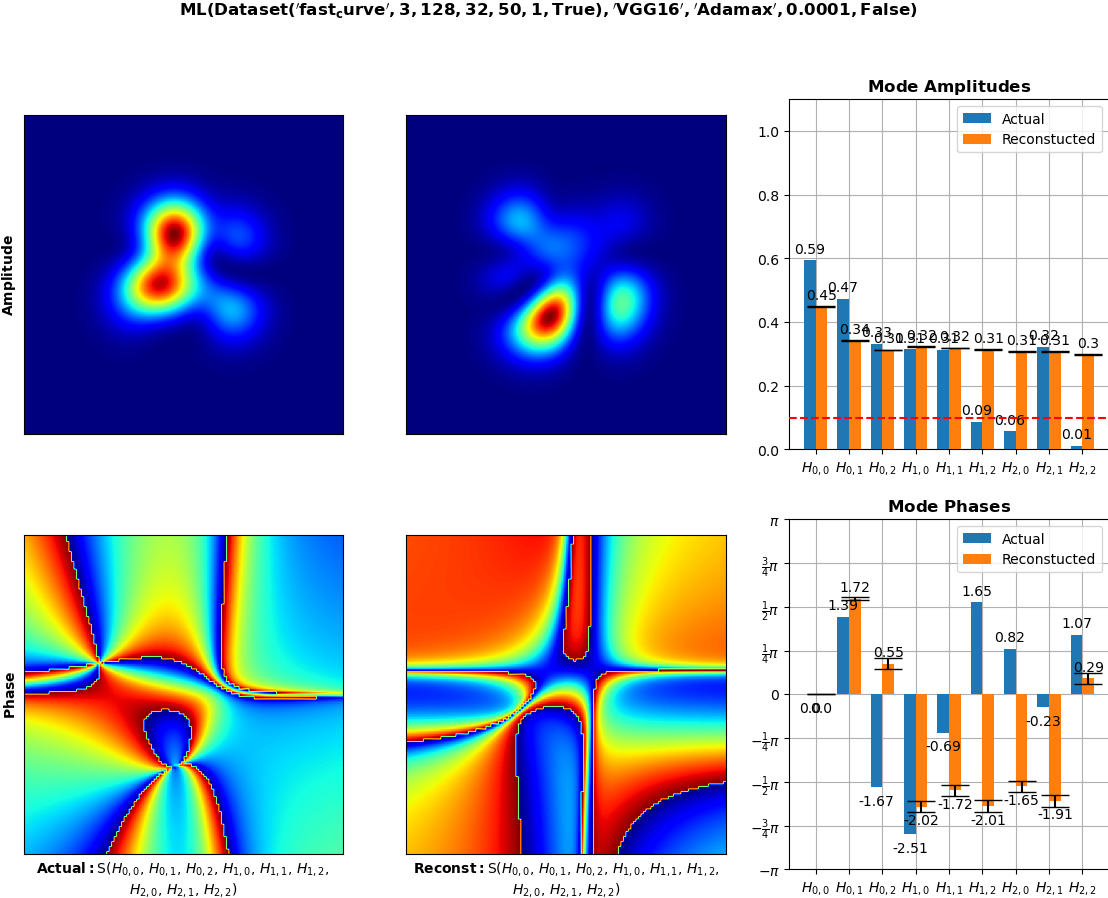 ML(Dataset('fast_curve', 3, 128, 32, 50, 1, True), 'VGG16', 'Adamax', 0.0001, False)
Amplitude
Mode Amplitudes
Actual
Reconstucted
1.0
0.8
0.6
0.4
0.2
0.0
0.59
0.45
0.47
0.34
0.33
0.31
0.31
0.32
0.31
0.32
0.09
0.31
0.06
0.31
0.32
0.31
0.01
0.3
H0,0 H0,1 H0,2 H1,0 H1,1 H1,2 H2,0 H2,1 H2,2
Phase
Actual: S(H0,0, H0,1, H0,2, H1,0, H1,1, H1,2,
H2,0, H2,1, H2,2)
Reconst: S(H0,0, H0,1, H0,2, H1,0, H1,1, H1,2,
H2,0, H2,1, H2,2)
Mode Phases
Actual
Reconstucted
π
3/4π
1/2π
1/4π
0
−1/4π
−1/2π
−3/4π
−π
0.0
0.0
1.39
1.72
-1.67
0.55
-2.51
-2.02
-0.69
-1.72
1.65
-2.01
0.82
-1.65
-0.23
-1.91
1.07
0.29
H0,0 H0,1 H0,2 H1,0 H1,1 H1,2 H2,0 H2,1 H2,2